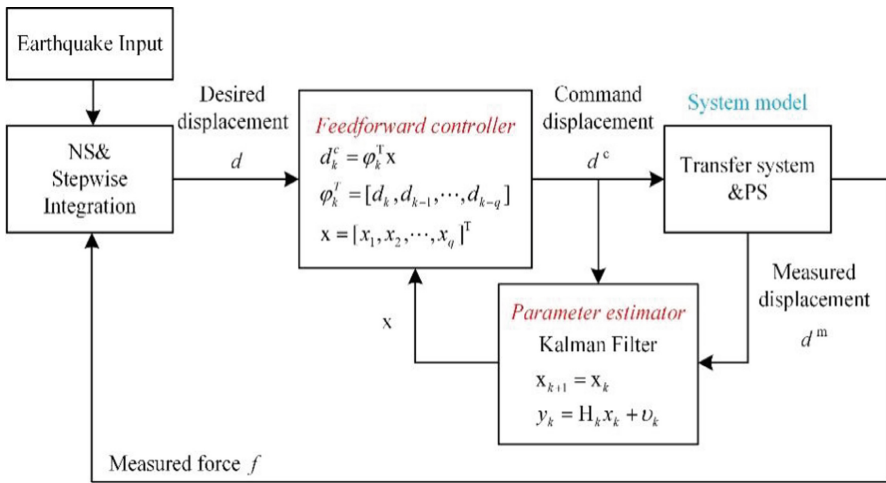 Earthquake Input
NS&
Stepwise
Integration
Desired
displacement
d
Feedforward controller
d_k^c = φ_k^T x
φ_k^T = [d_k, d_{k−1}, ⋯, d_{k−q}]
x = [x_1, x_2, ⋯, x_q]^T
Command
displacement
d^c
System model
Transfer system
&PS
Measured
displacement
d^m
Parameter estimator
Kalman Filter
x_{k+1} = x_k
y_k = H_k x_k + υ_k
x
Measured force f